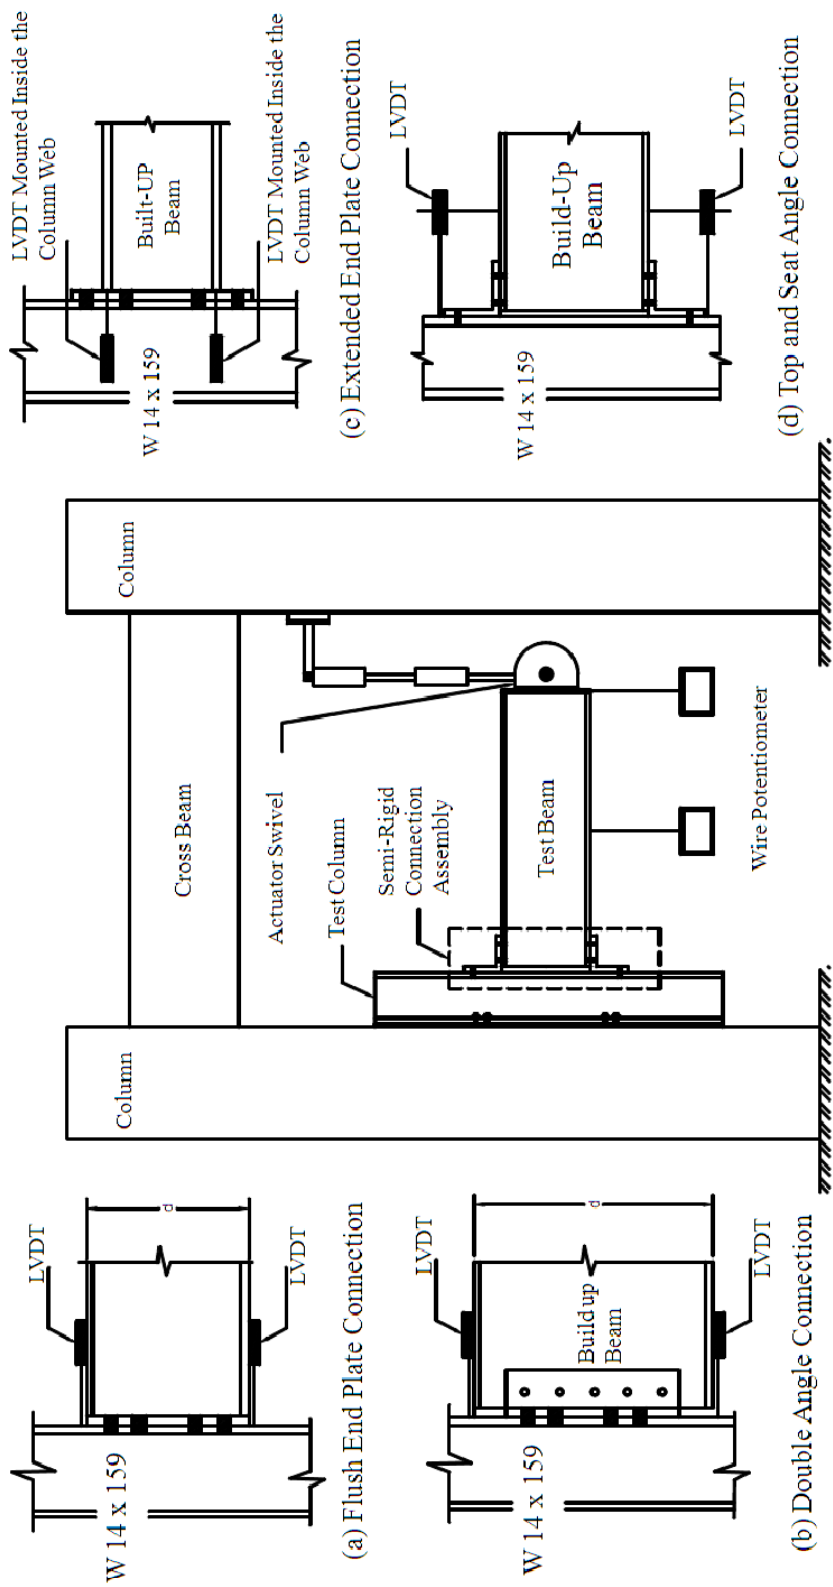 LVDT
d
LVDT
W 14 x 159
(a) Flush End Plate Connection
LVDT
d
Build up
Beam
LVDT
W 14 x 159
(b) Double Angle Connection
Column
Cross Beam
Column
Actuator Swivel
Test Column
Semi-Rigid
Connection
Assembly
Test Beam
Wire Potentiometer
LVDT Mounted Inside the
Column Web
Built-UP
Beam
LVDT Mounted Inside the
Column Web
W 14 x 159
(c) Extended End Plate Connection
LVDT
Build-Up
Beam
LVDT
W 14 x 159
(d) Top and Seat Angle Connection